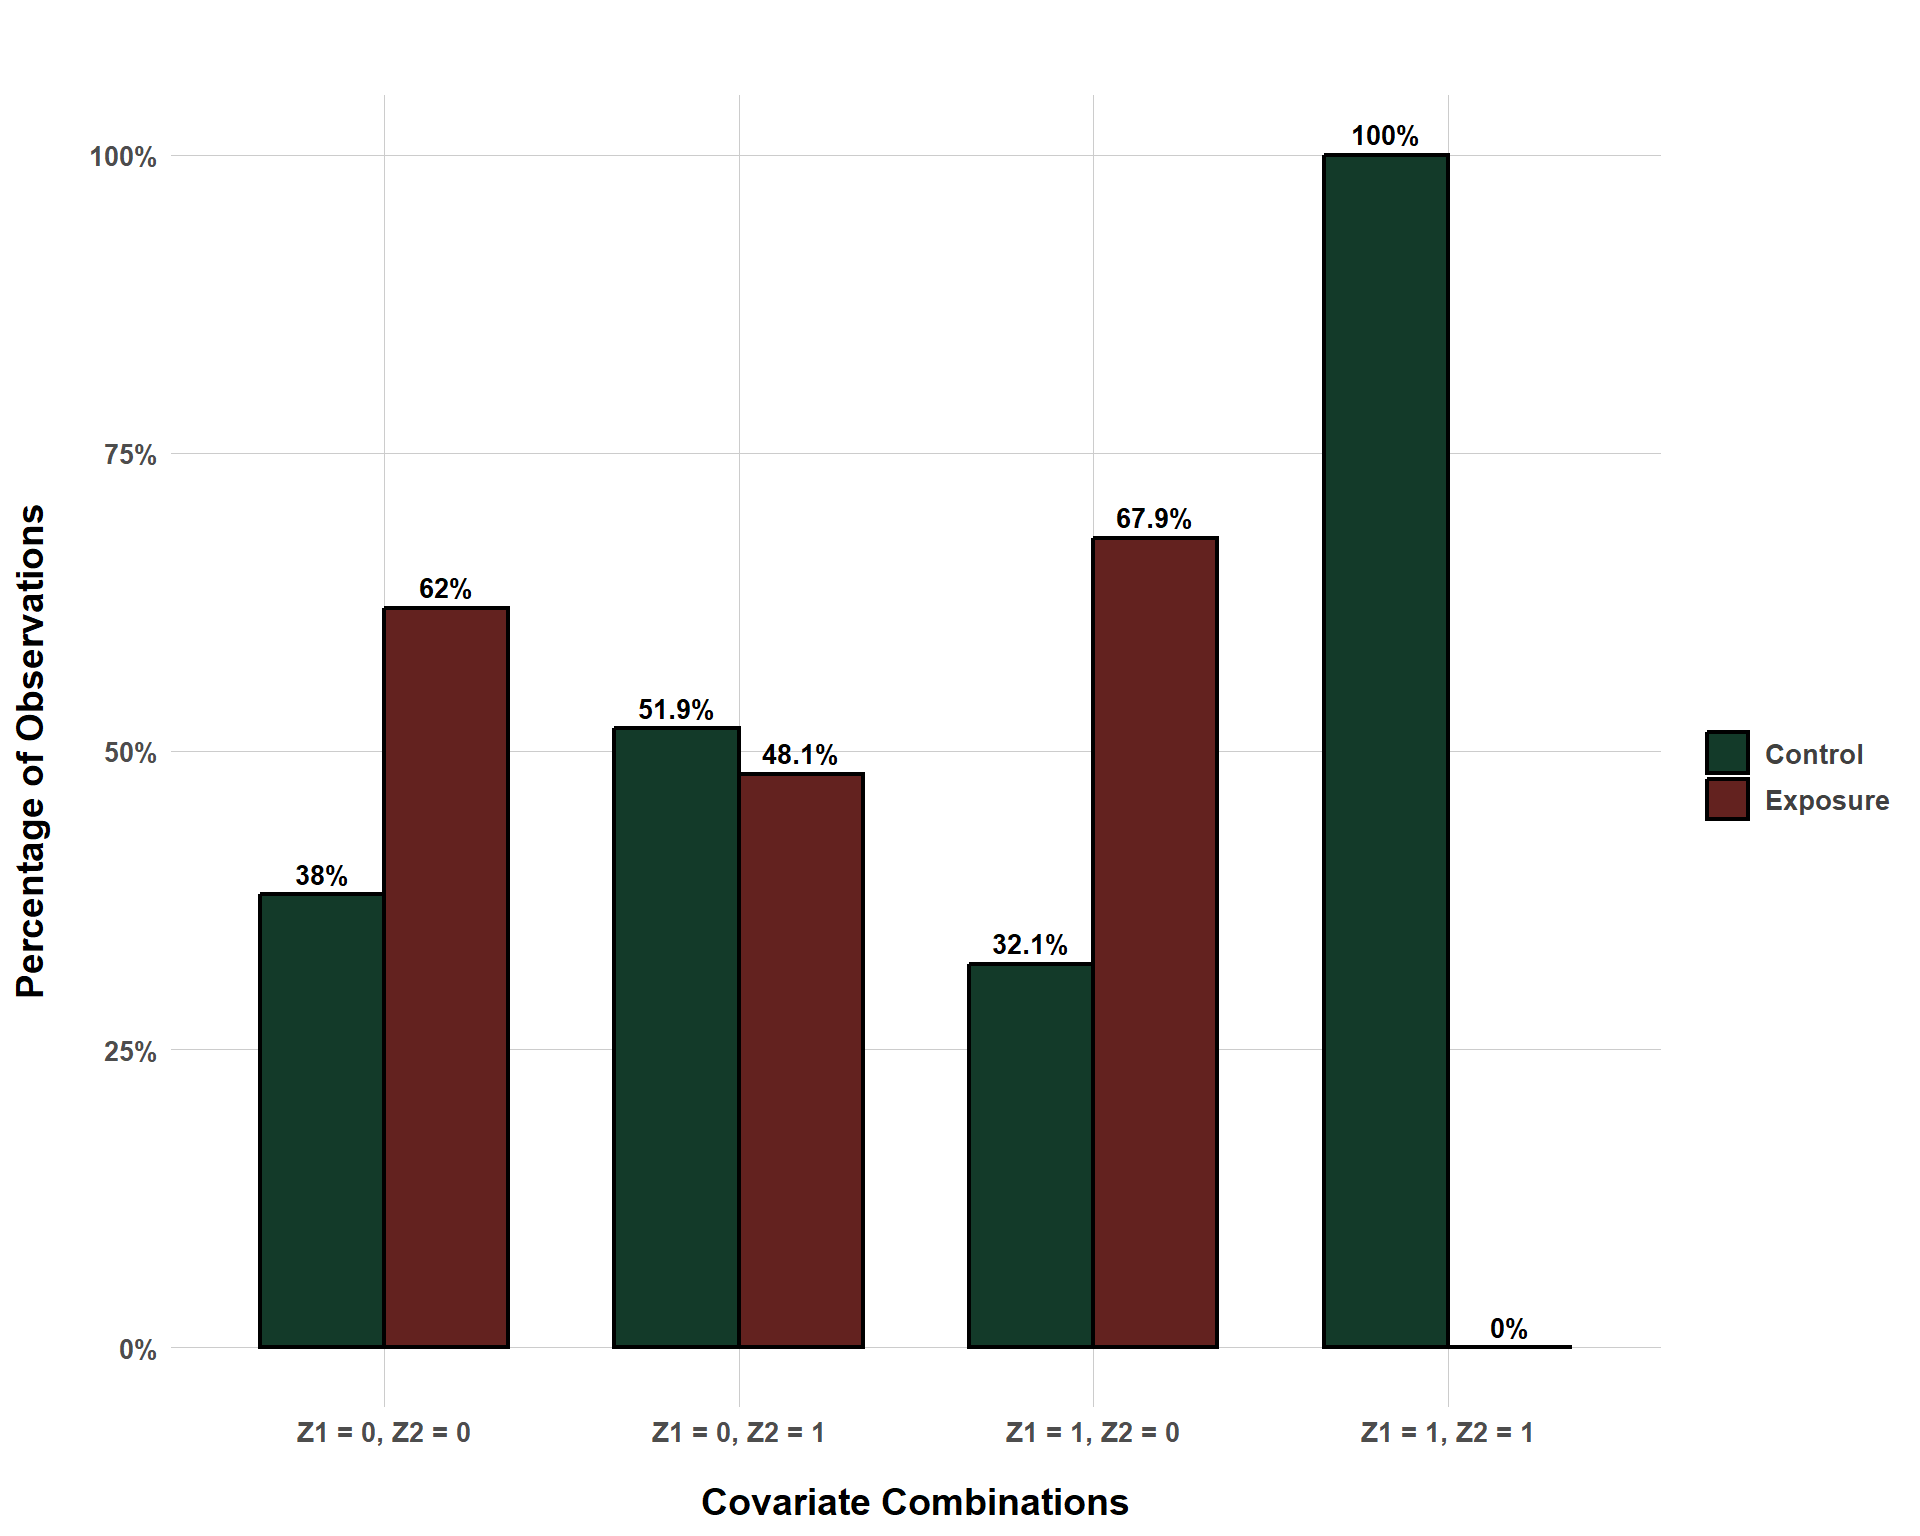 Percentage of Observations
100%
75%
50%
25%
0%
38%
62%
51.9%
48.1%
32.1%
67.9%
100%
0%
Z1 = 0, Z2 = 0
Z1 = 0, Z2 = 1
Z1 = 1, Z2 = 0
Z1 = 1, Z2 = 1
Covariate Combinations
Control
Exposure